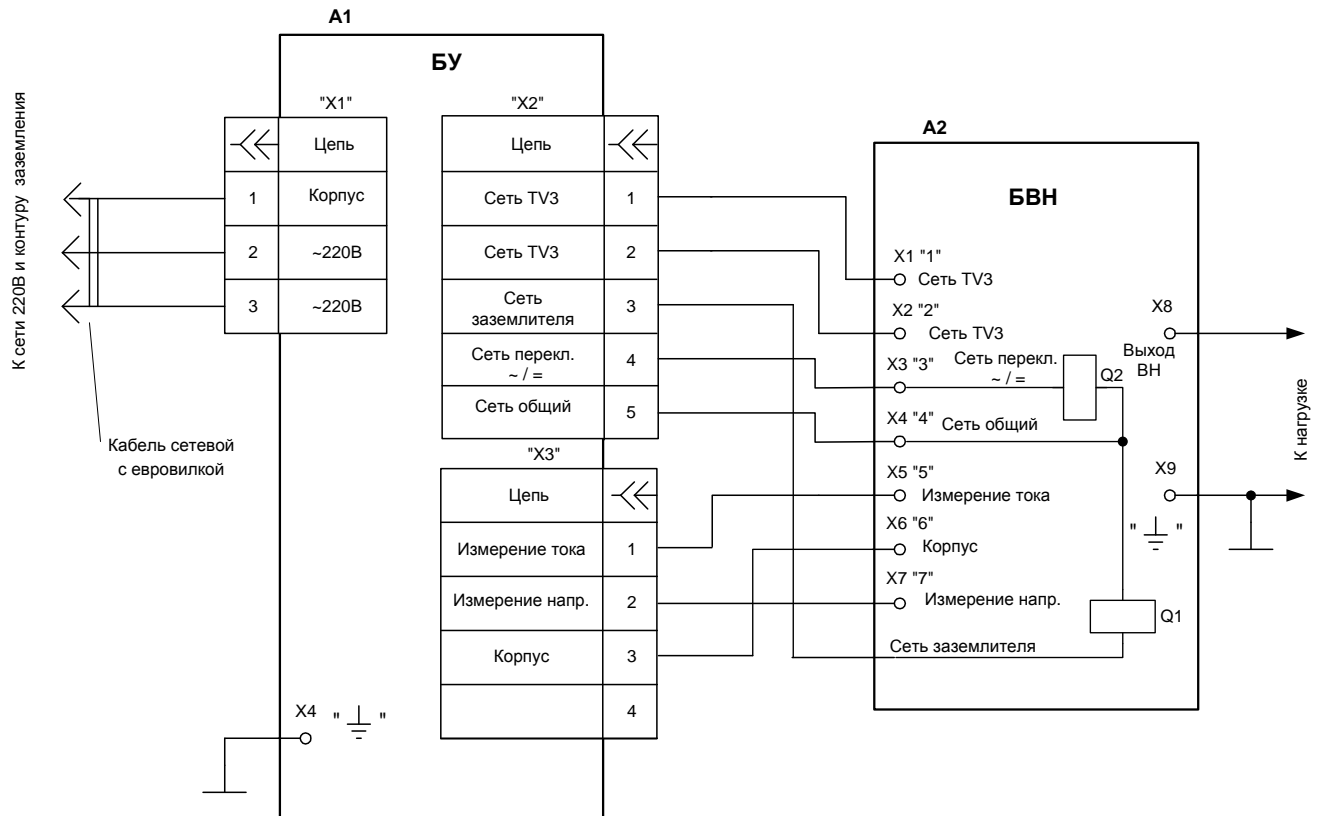 А1
БУ
"X1"
Цепь
1
Корпус
2
~220В
3
~220В
К сети 220В и контуру заземления
Кабель сетевой
с евровилкой
"X2"
Цепь
Сеть TV3
1
Сеть TV3
2
Сеть
заземлителя
3
Сеть перекл.
~ / =
4
Сеть общий
5
"X3"
Цепь
Измерение тока
1
Измерение напр.
2
Корпус
3
4
X4 " "
А2
БВН
X1 "1"
Сеть TV3
X2 "2"
Сеть TV3
X3 "3"
Сеть перекл.
~ / =
Q2
X4 "4"
Сеть общий
X5 "5"
Измерение тока
X6 "6"
Корпус
X7 "7"
Измерение напр.
Сеть заземлителя
Q1
X8
Выход
ВН
X9
" "
К нагрузке